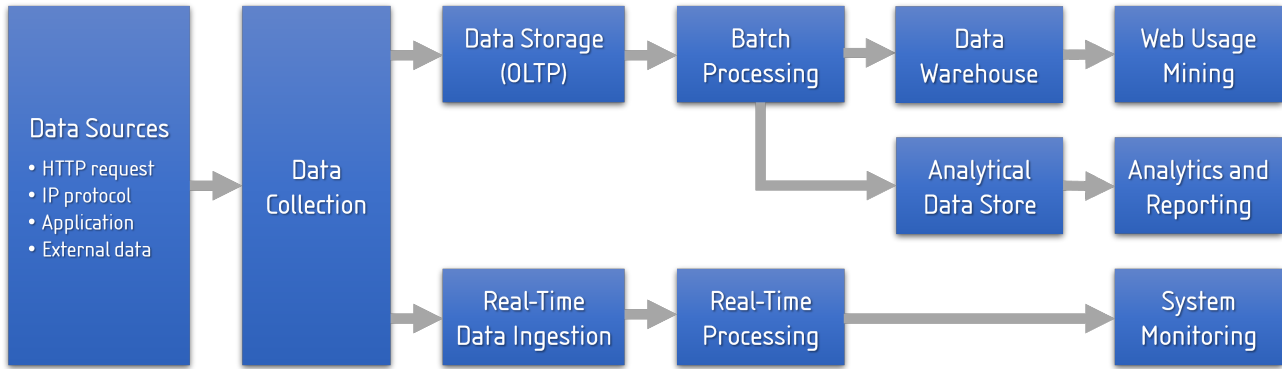 Data Sources
• HTTP request
• IP protocol
• Application
• External data
Data
Collection
Data Storage
(OLTP)
Batch
Processing
Data
Warehouse
Web Usage
Mining
Analytical
Data Store
Analytics and
Reporting
Real-Time
Data Ingestion
Real-Time
Processing
System
Monitoring